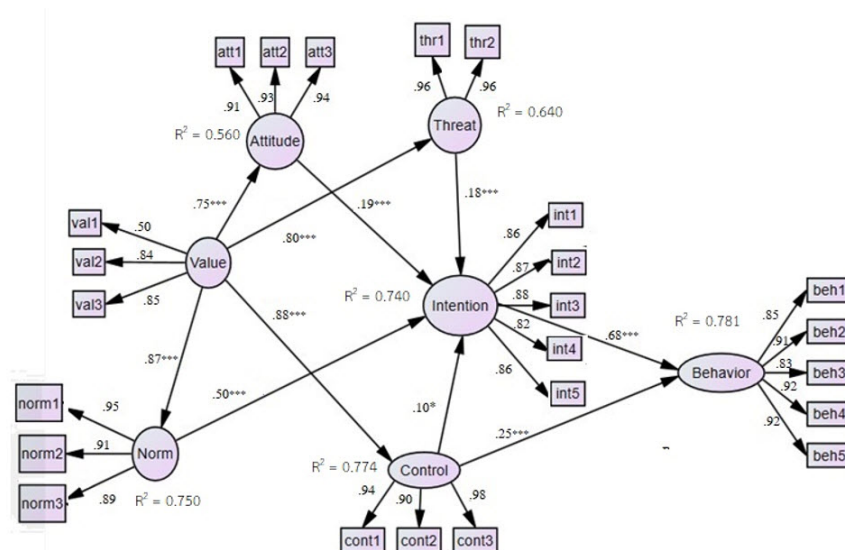 att1 att2 att3
thr1 thr2
.91 .93 .94
.96 .96
R² = 0.560
Attitude
Threat
R² = 0.640
.75***
.19***
.18***
.80***
val1
val2
val3
.50
.84
.85
Value
int1
int2
int3
int4
int5
.86
.87
.88
.82
.86
R² = 0.740
Intention
.88***
.68***
R² = 0.781
Behavior
beh1
beh2
beh3
beh4
beh5
.85
.91
.83
.92
.92
.87***
.50***
.10*
.25***
norm1
norm2
norm3
.95
.91
.89
Norm
R² = 0.750
R² = 0.774
Control
.94 .90 .98
cont1 cont2 cont3